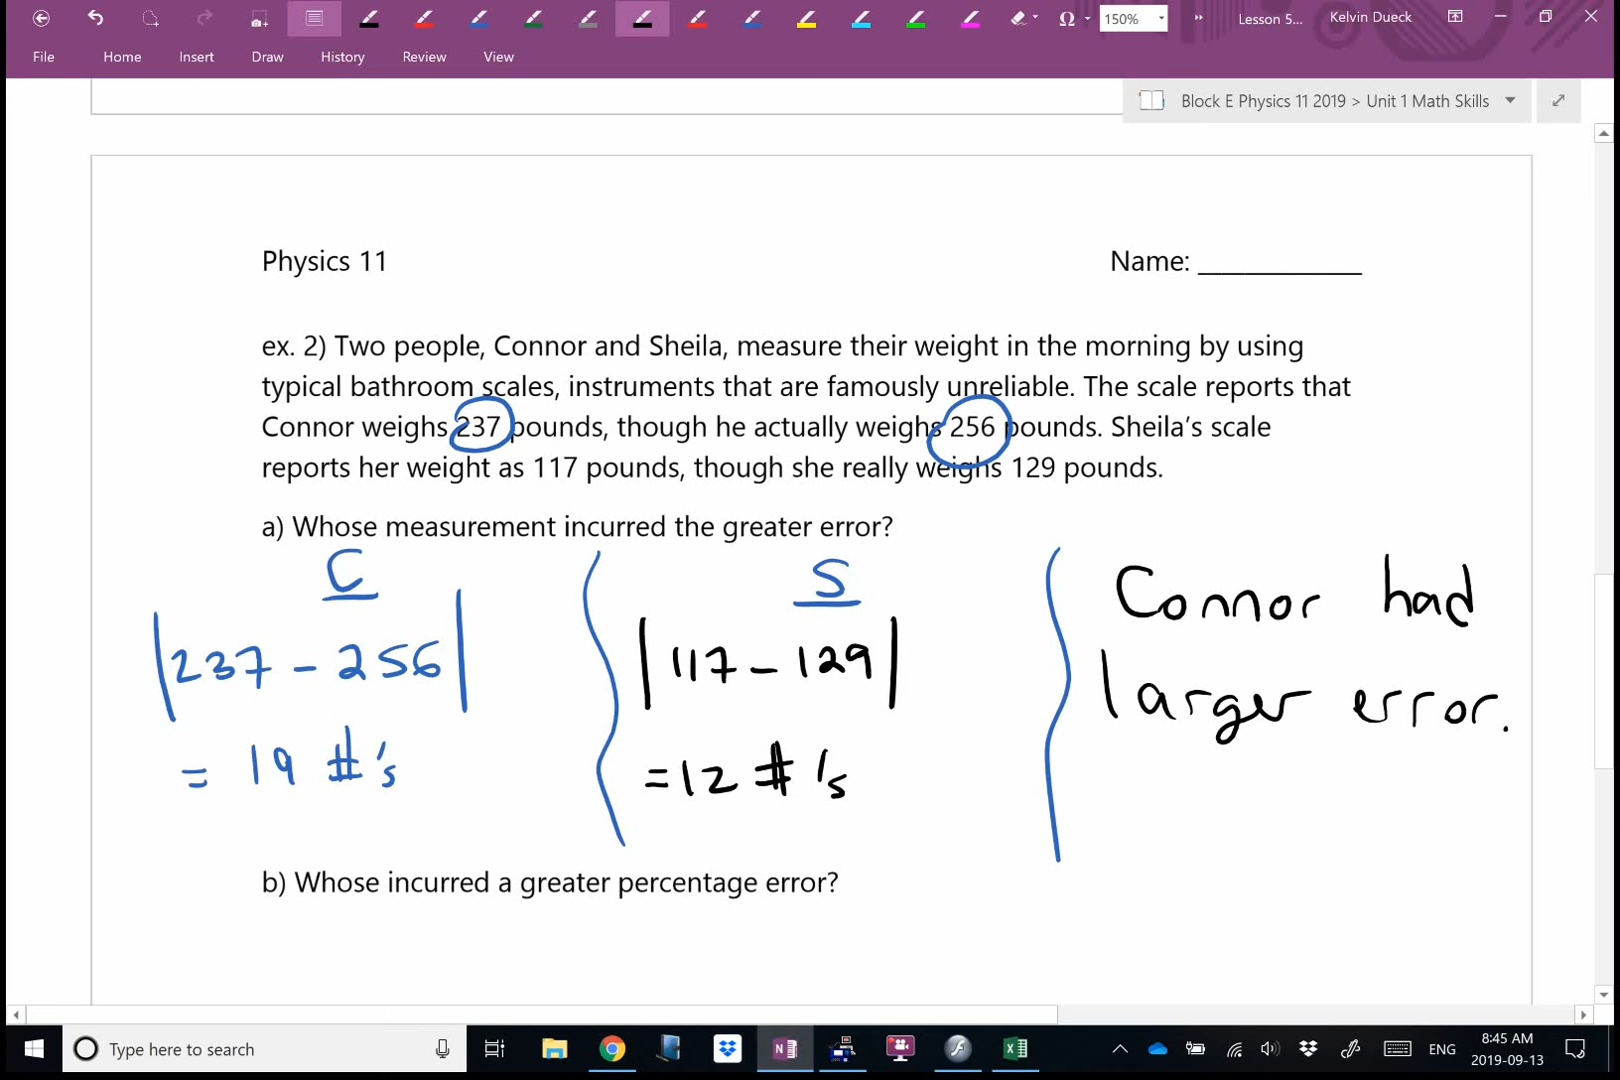 150%
Lesson 5...
Kelvin Dueck
File
Home
Insert
Draw
History
Review
View
Block E Physics 11 2019 > Unit 1 Math Skills
Physics 11
Name: ____________
ex. 2) Two people, Connor and Sheila, measure their weight in the morning by using
typical bathroom scales, instruments that are famously unreliable. The scale reports that
Connor weighs 237 pounds, though he actually weighs 256 pounds. Sheila's scale
reports her weight as 117 pounds, though she really weighs 129 pounds.
a) Whose measurement incurred the greater error?
C
|237 - 256|
= 19 #'s
S
|117 - 129|
= 12 #'s
Connor had
larger error.
b) Whose incurred a greater percentage error?
Type here to search
ENG
8:45 AM
2019-09-13